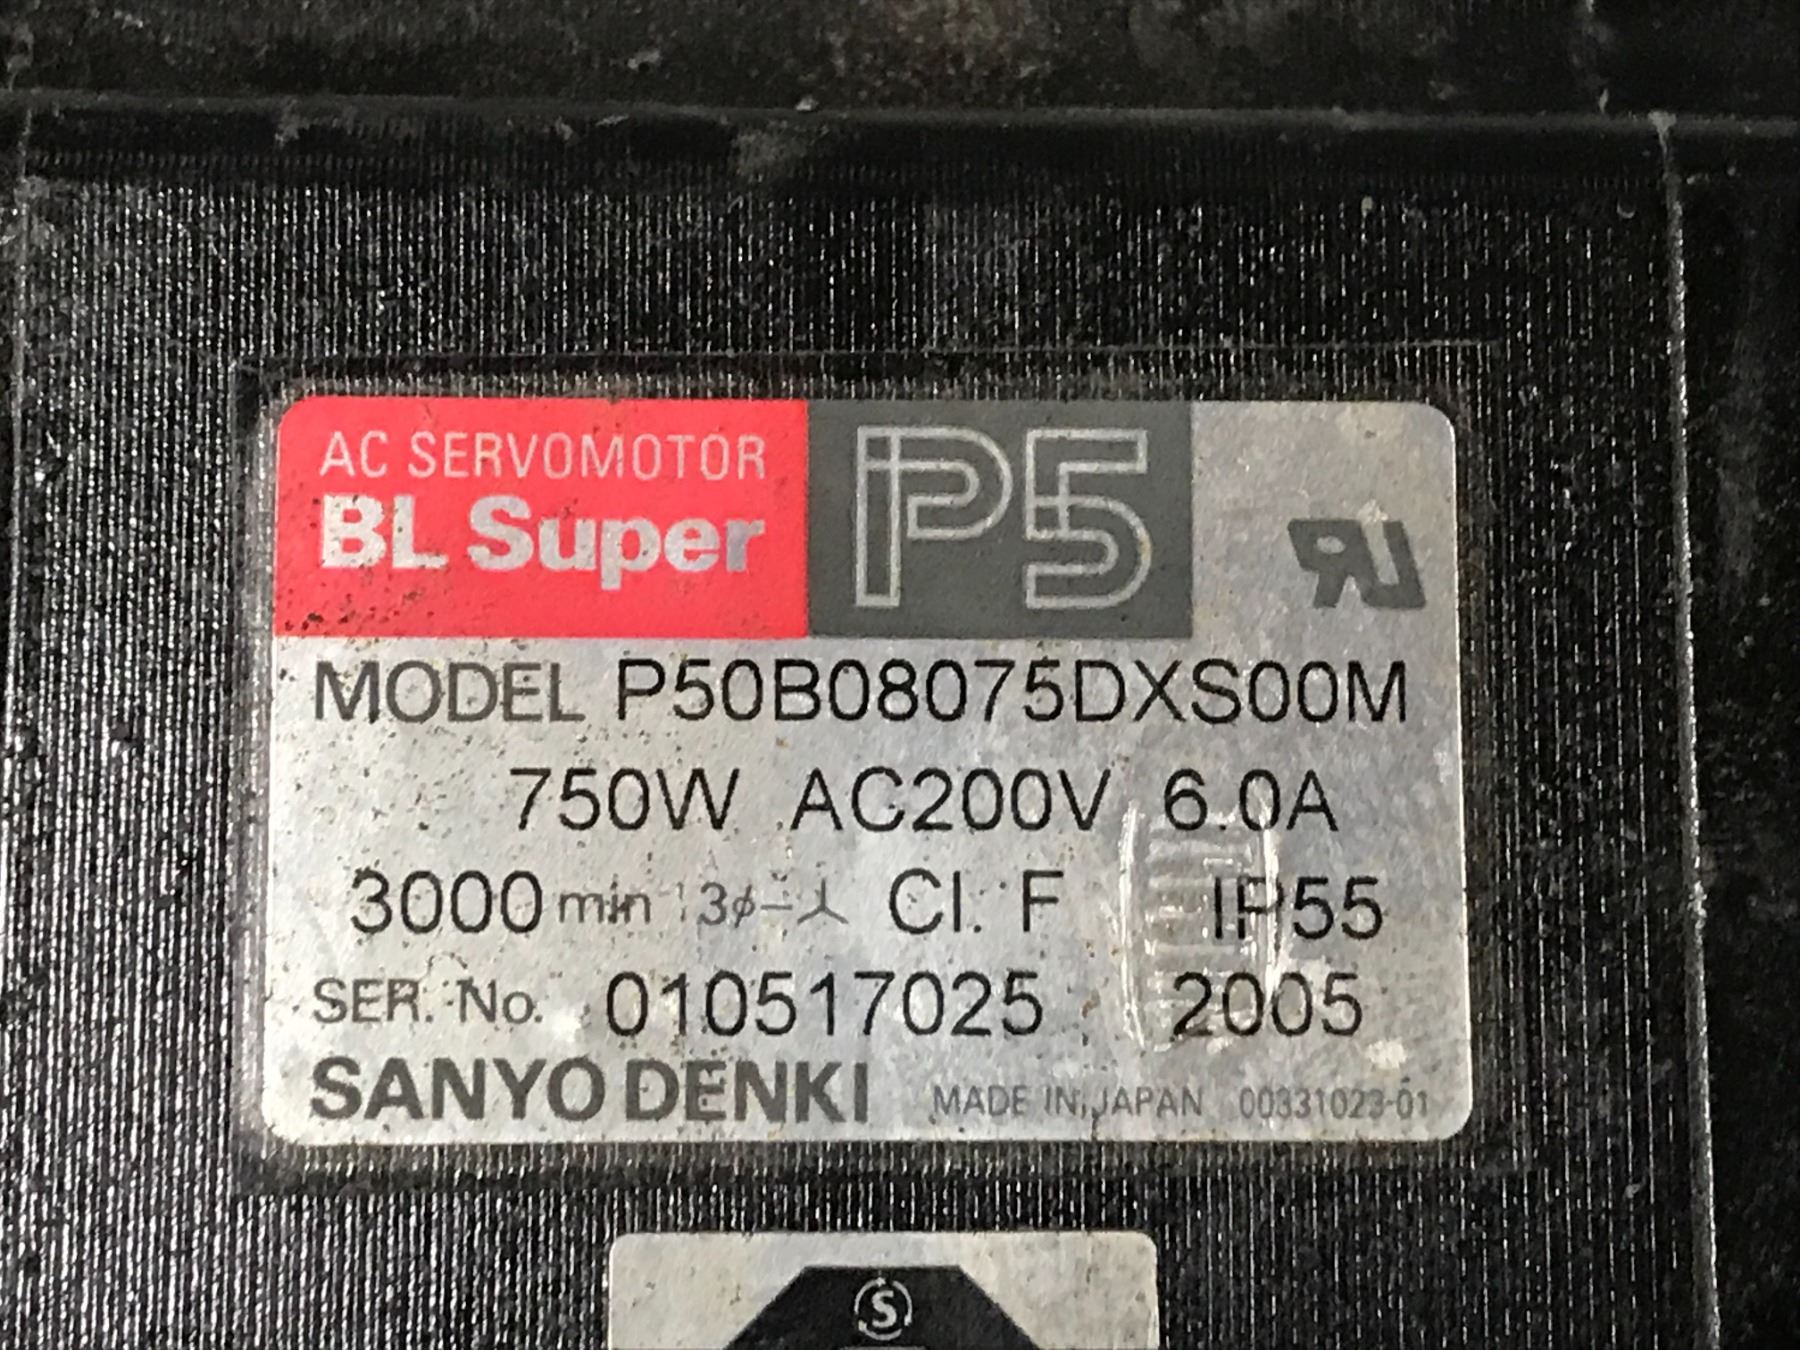 AC SERVOMOTOR
BL Super P5
MODEL P50B08075DXS00M
750W AC200V 6.0A
3000 min 3φ Cl. F IP55
SER. No. 010517025 2005
SANYO DENKI MADE IN JAPAN 00331023-01
S